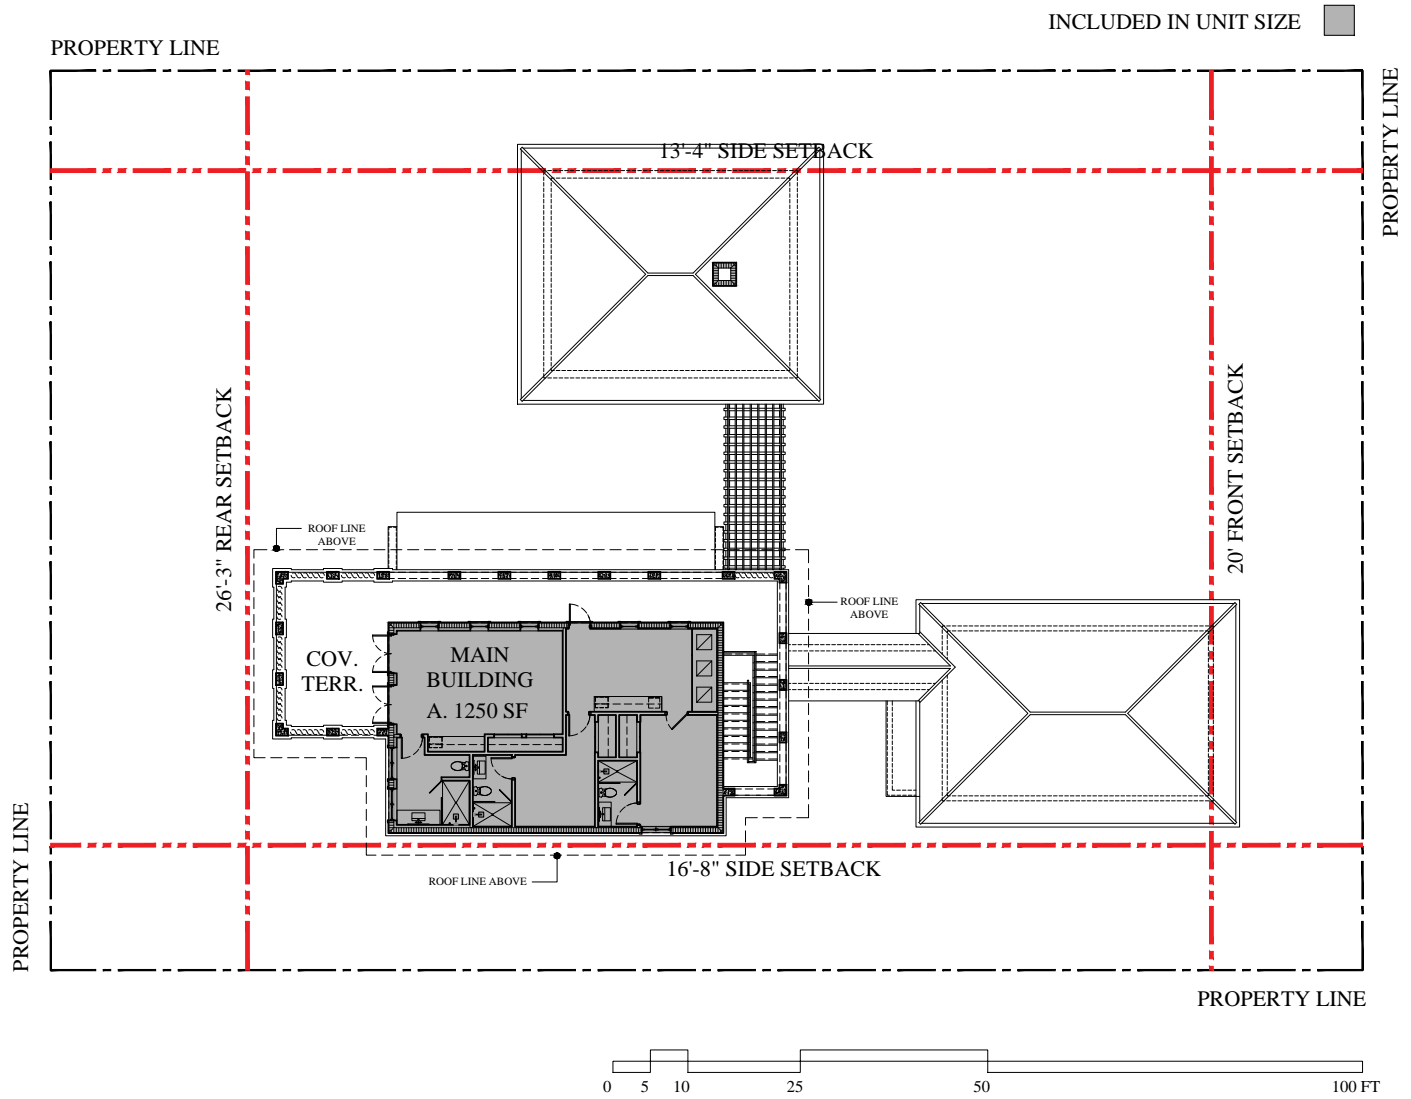 INCLUDED IN UNIT SIZE
PROPERTY LINE
PROPERTY LINE
13'-4" SIDE SETBACK
26'-3" REAR SETBACK
20' FRONT SETBACK
ROOF LINE
ABOVE
ROOF LINE
ABOVE
COV.
TERR.
MAIN
BUILDING
A. 1250 SF
16'-8" SIDE SETBACK
ROOF LINE ABOVE
PROPERTY LINE
PROPERTY LINE
0 5 10 25 50 100 FT